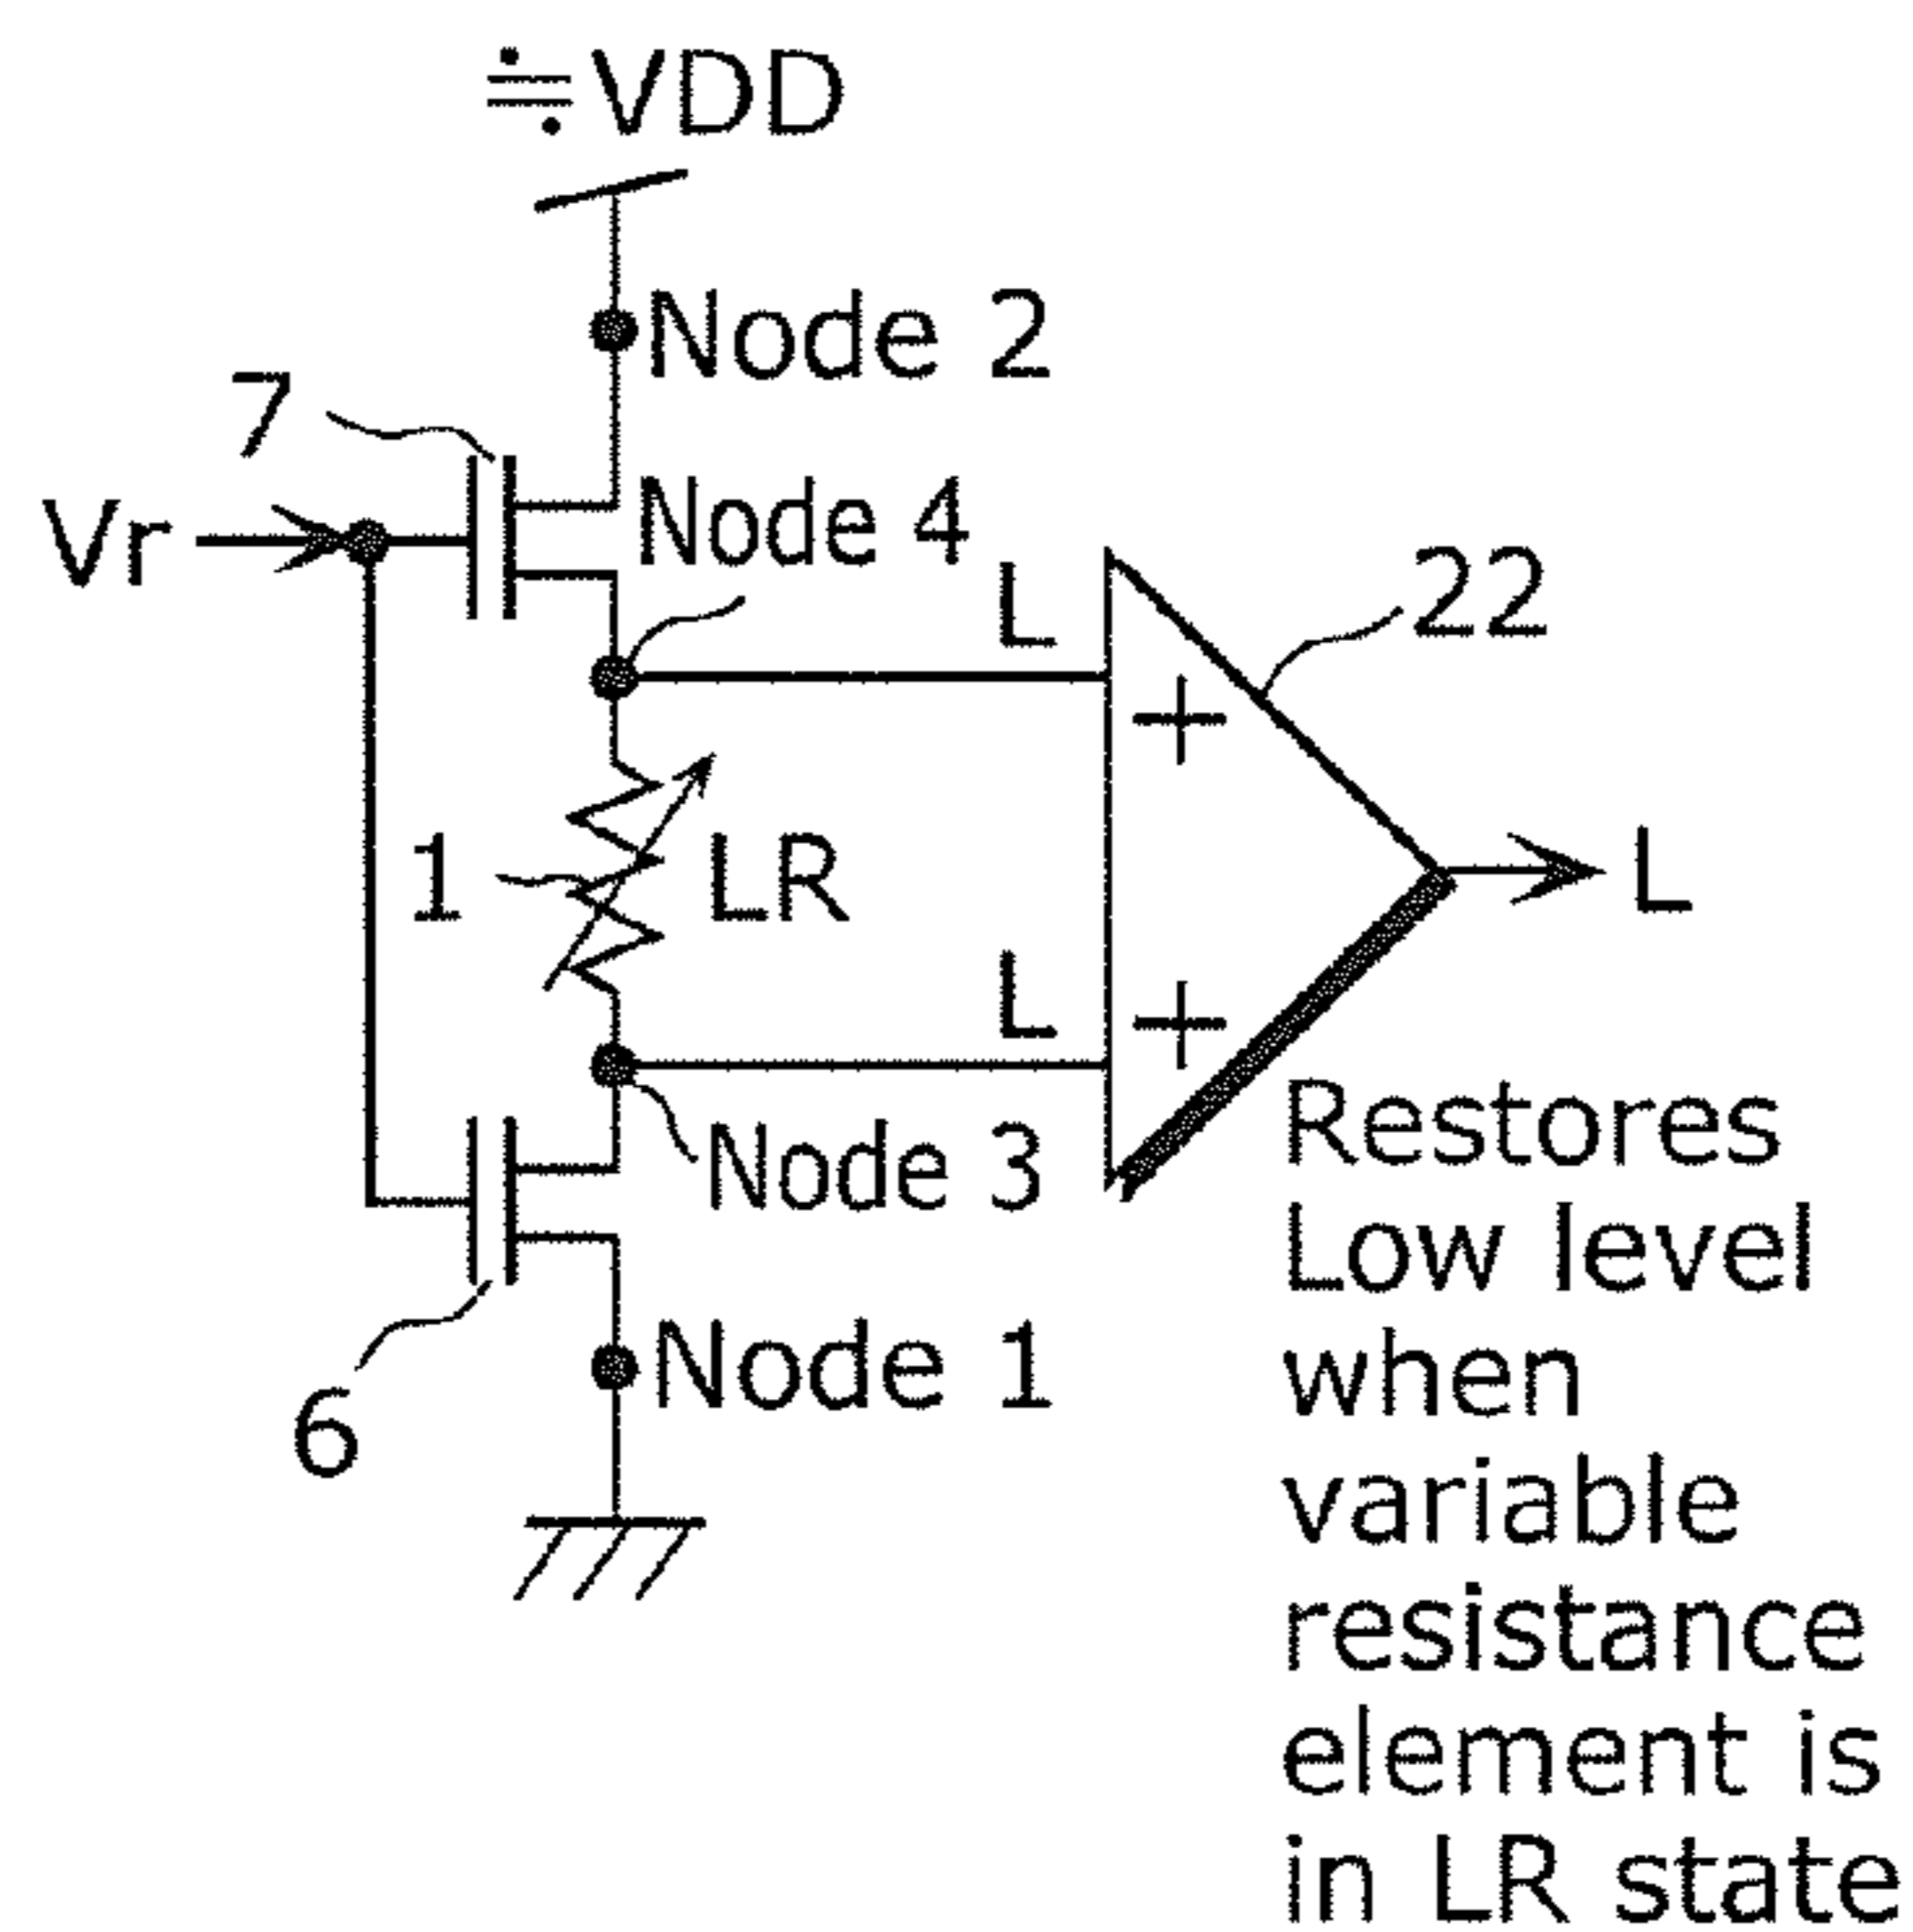 ≒VDD
Node 2
7
Node 4
Vr
L
22
+
1
LR
L
L
+
Node 3
Restores
Low level
when
variable
resistance
element is
in LR state
6
Node 1